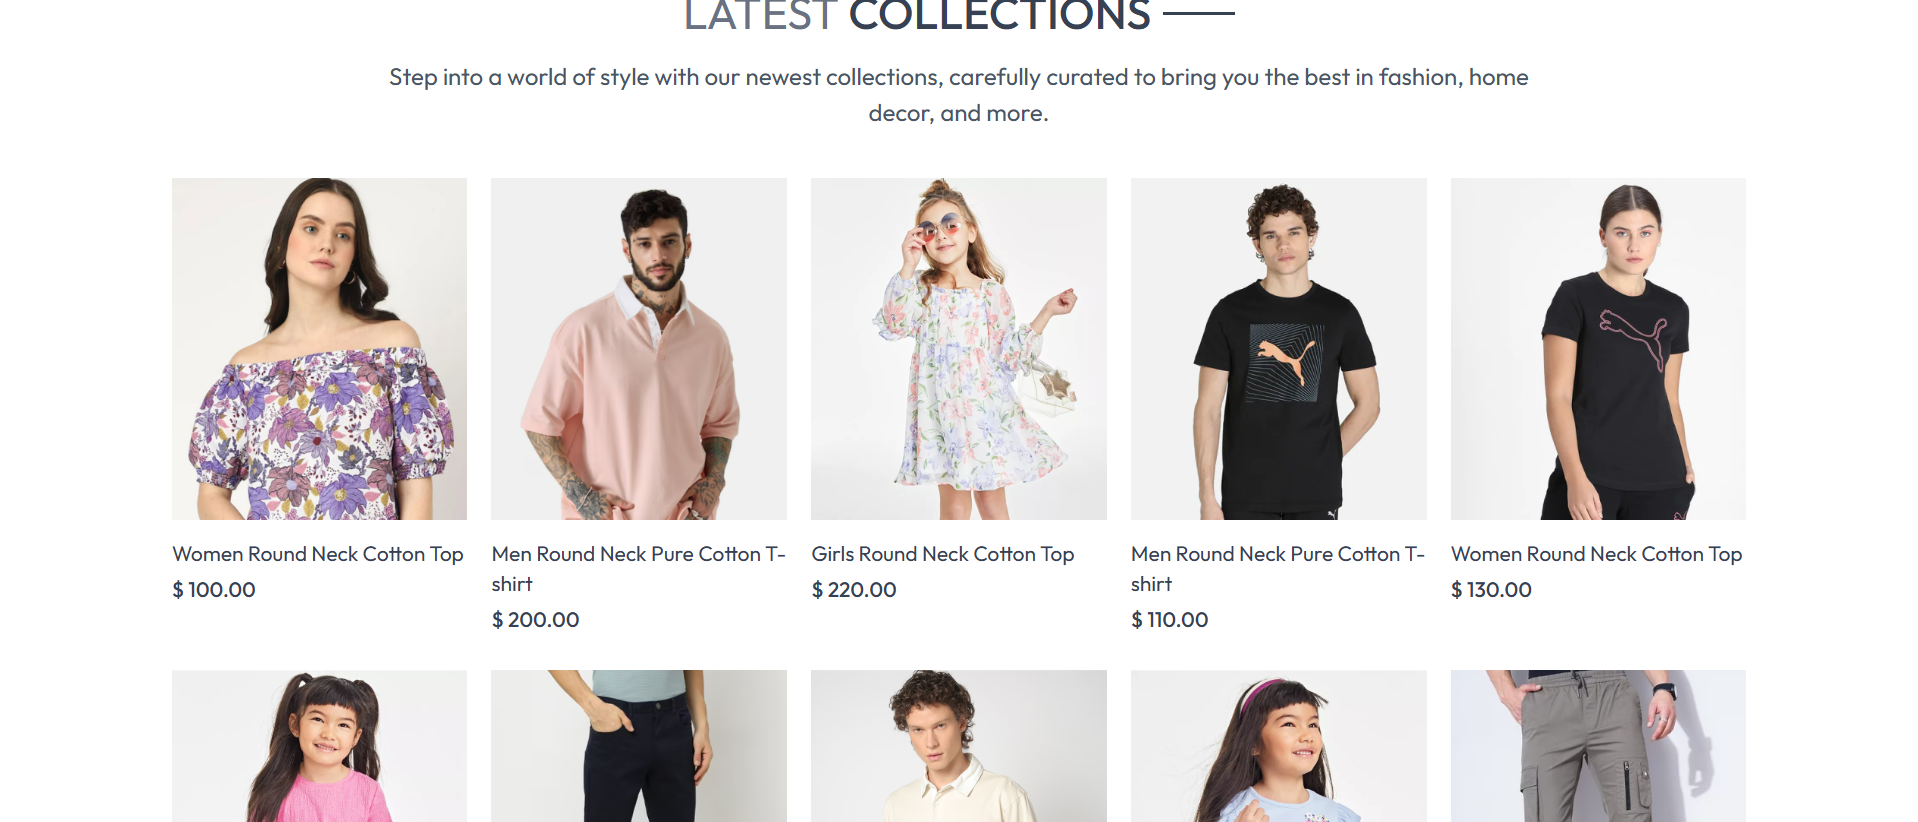 LATEST COLLECTIONS
Step into a world of style with our newest collections, carefully curated to bring you the best in fashion, home
decor, and more.
Women Round Neck Cotton Top
$ 100.00
Men Round Neck Pure Cotton T-
shirt
$ 200.00
Girls Round Neck Cotton Top
$ 220.00
Men Round Neck Pure Cotton T-
shirt
$ 110.00
Women Round Neck Cotton Top
$ 130.00